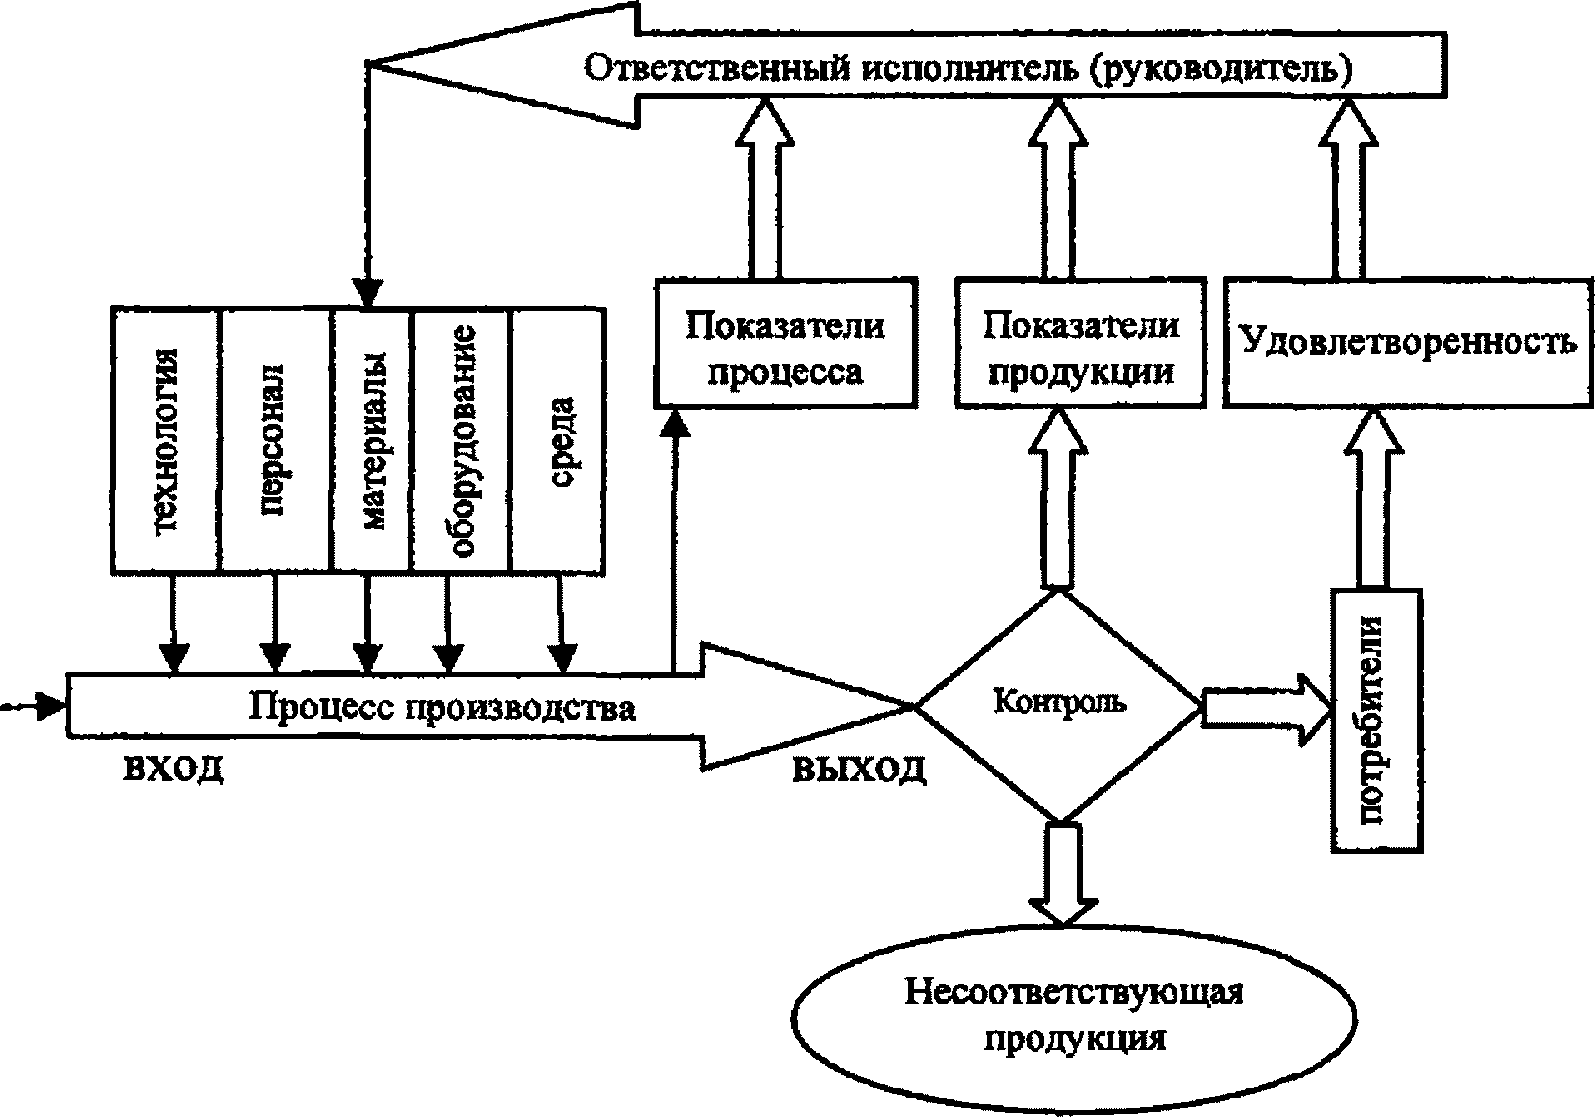 Ответственный исполнитель (руководитель)
технология
персонал
материалы
оборудование
среда
Показатели
процесса
Показатели
продукции
Удовлетворенность
Процесс производства
ВХОД
ВЫХОД
Контроль
потребители
Несоответствующая
продукция